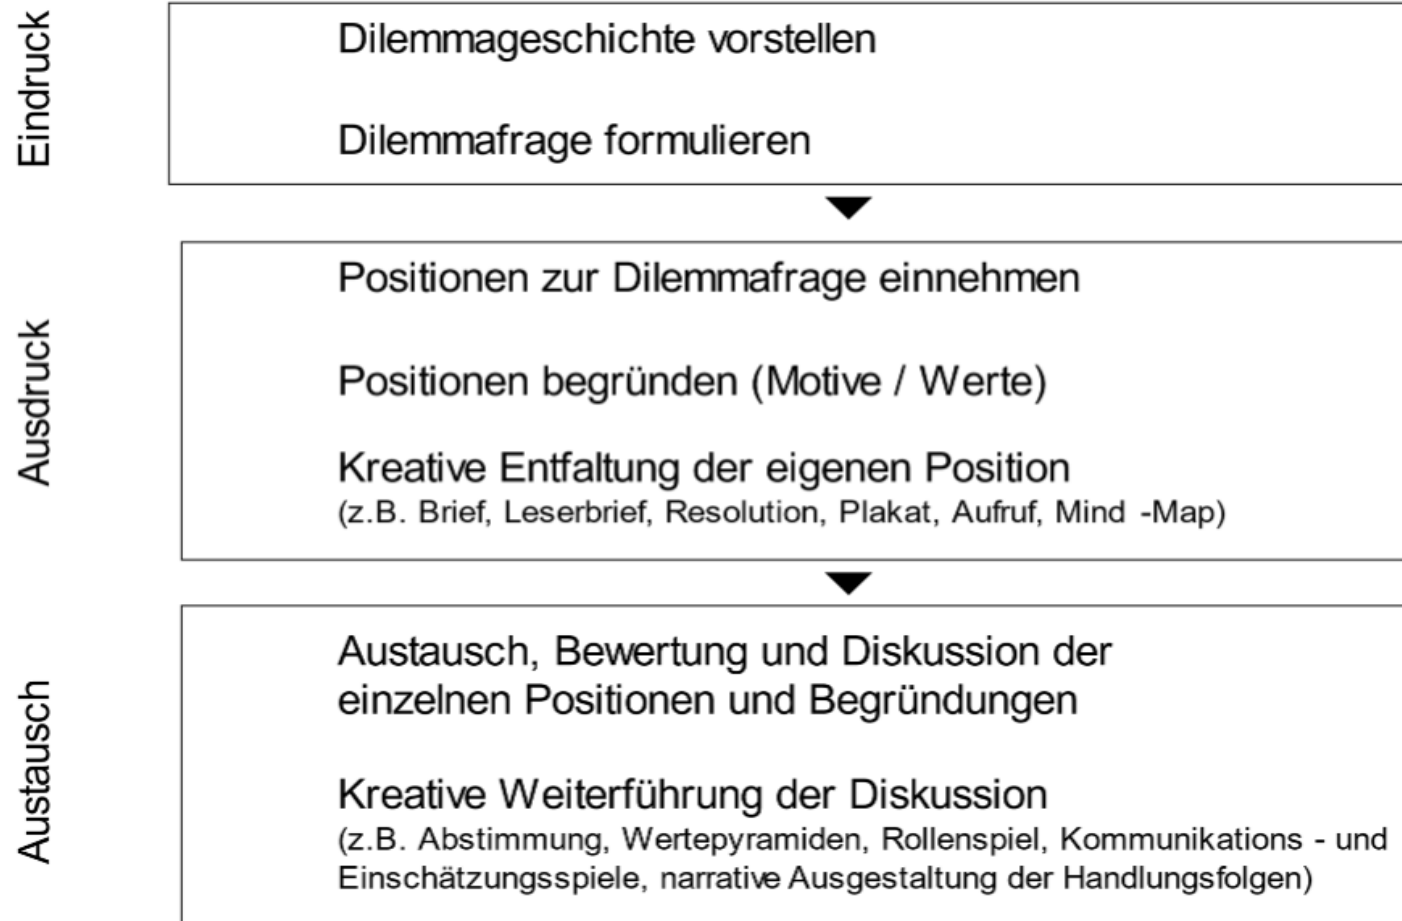 Eindruck
Dilemmageschichte vorstellen
Dilemmafrage formulieren
Ausdruck
Positionen zur Dilemmafrage einnehmen
Positionen begründen (Motive / Werte)
Kreative Entfaltung der eigenen Position
(z.B. Brief, Leserbrief, Resolution, Plakat, Aufruf, Mind -Map)
Austausch
Austausch, Bewertung und Diskussion der
einzelnen Positionen und Begründungen
Kreative Weiterführung der Diskussion
(z.B. Abstimmung, Wertepyramiden, Rollenspiel, Kommunikations - und
Einschätzungsspiele, narrative Ausgestaltung der Handlungsfolgen)